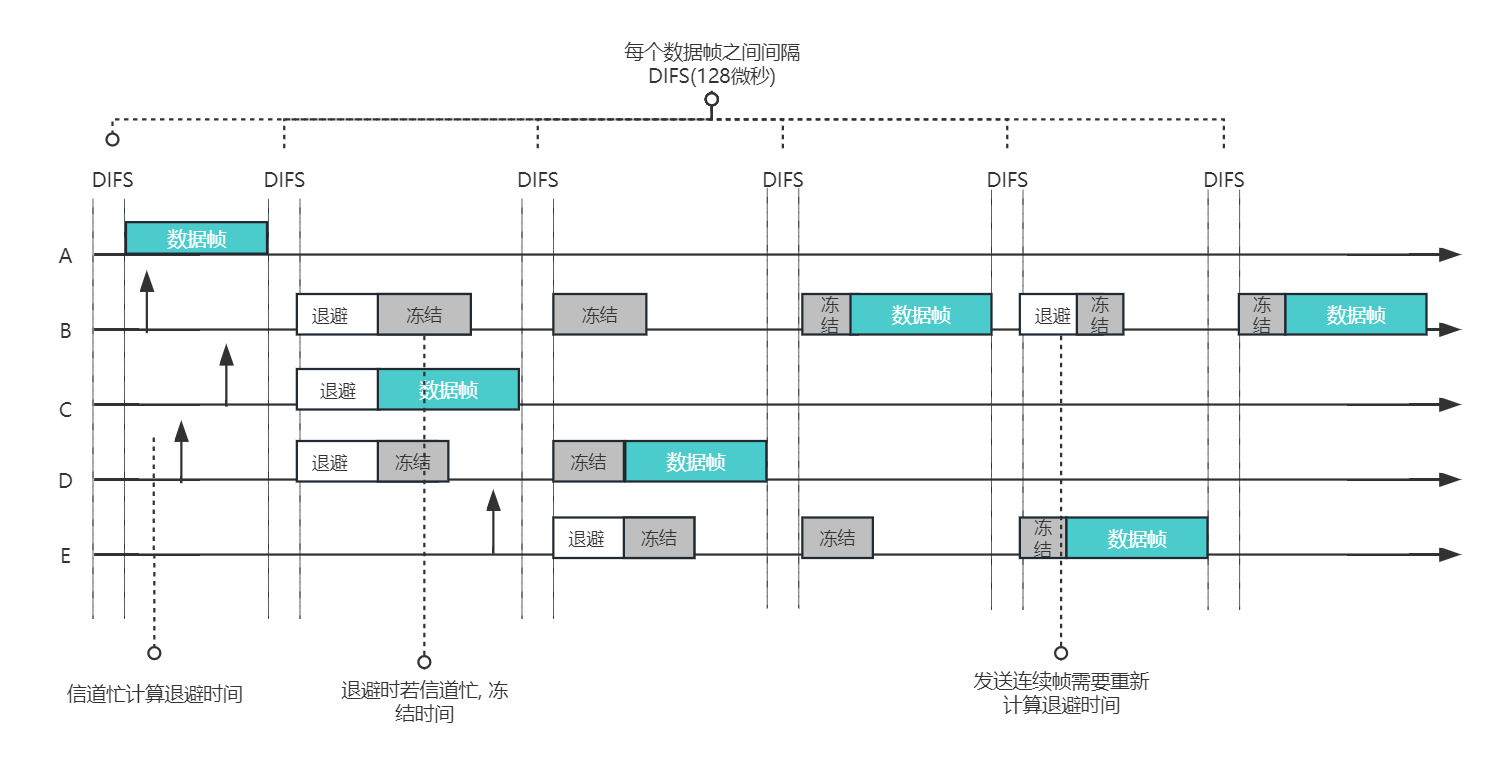 每个数据帧之间间隔
DIFS(128微秒)
DIFS DIFS DIFS DIFS DIFS DIFS
数据帧
A
退避 冻结 冻结 冻 数据帧 退避 冻 冻 数据帧
结 结 结
B
退避 数据帧
C
退避 冻结 冻结 数据帧
D
退避 冻结 冻结 冻 数据帧
结
E
信道忙计算退避时间
退避时若信道忙, 冻
结时间
发送连续帧需要重新
计算退避时间